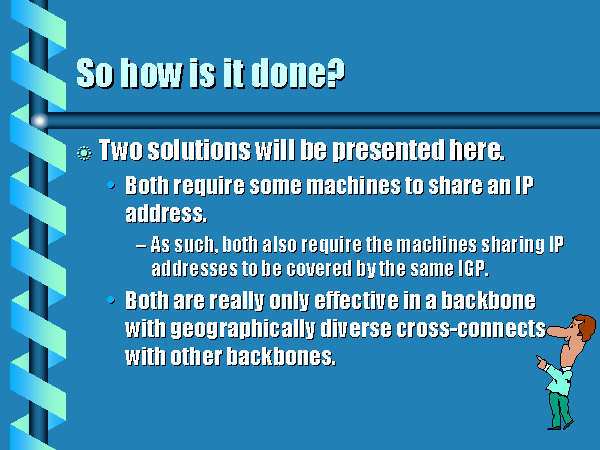 So how is it done?
Two solutions will be presented here.
• Both require some machines to share an IP
address.
– As such, both also require the machines sharing IP
addresses to be covered by the same IGP.
• Both are really only effective in a backbone
with geographically diverse cross-connects
with other backbones.